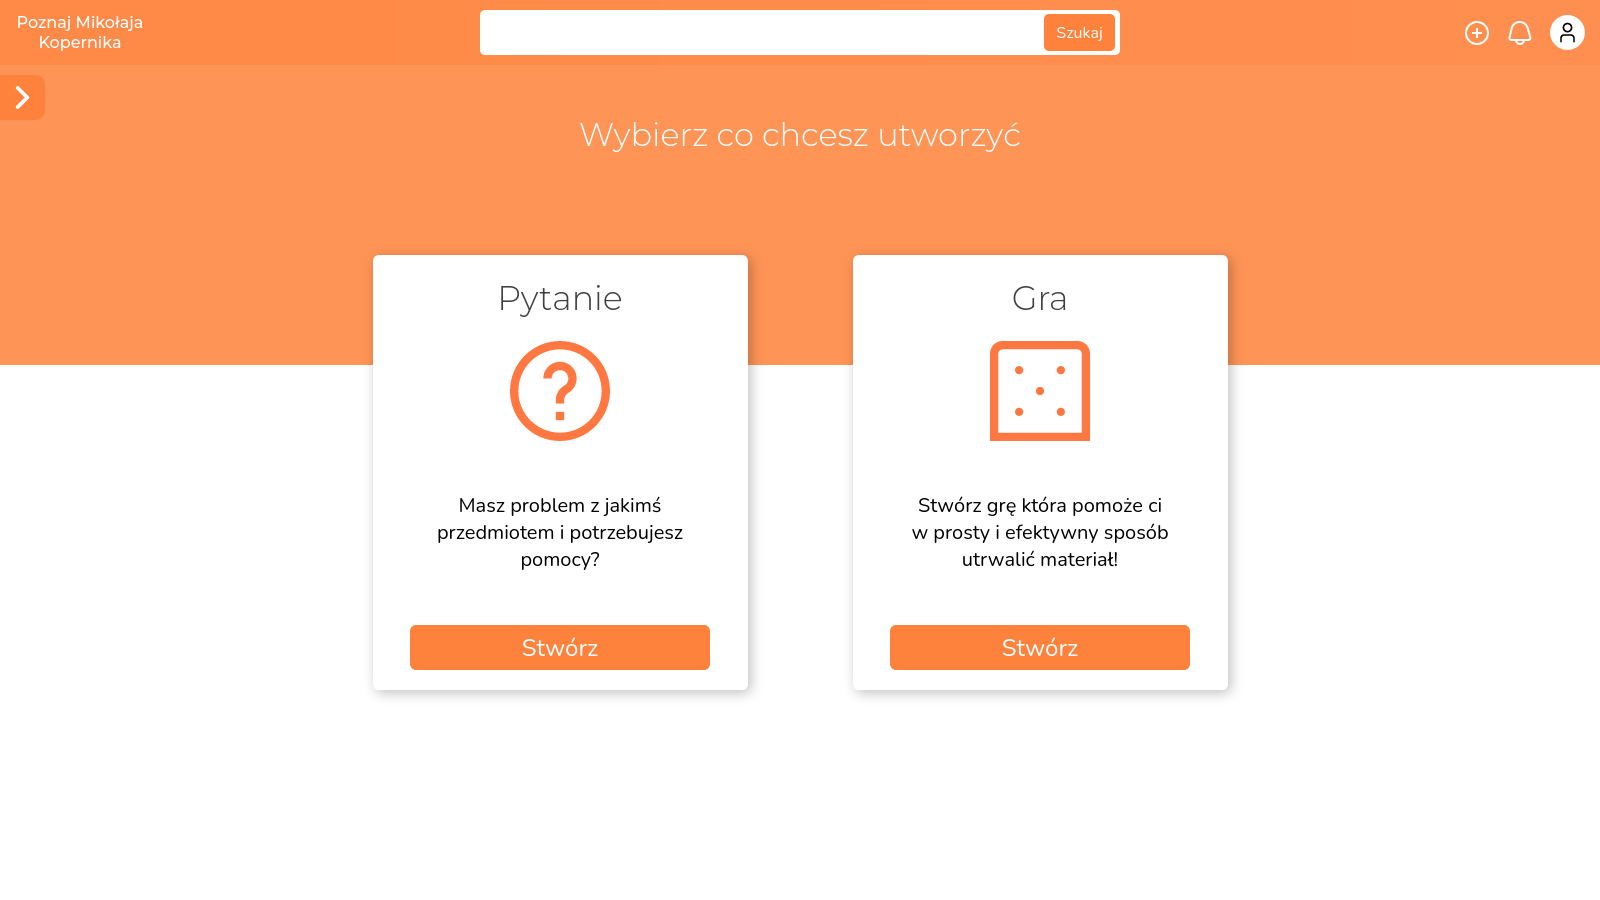 Poznaj Mikołaja
Kopernika
Szukaj
Wybierz co chcesz utworzyć
Pytanie
Masz problem z jakimś
przedmiotem i potrzebujesz
pomocy?
Stwórz
Gra
Stwórz grę która pomoże ci
w prosty i efektywny sposób
utrwalić materiał!
Stwórz